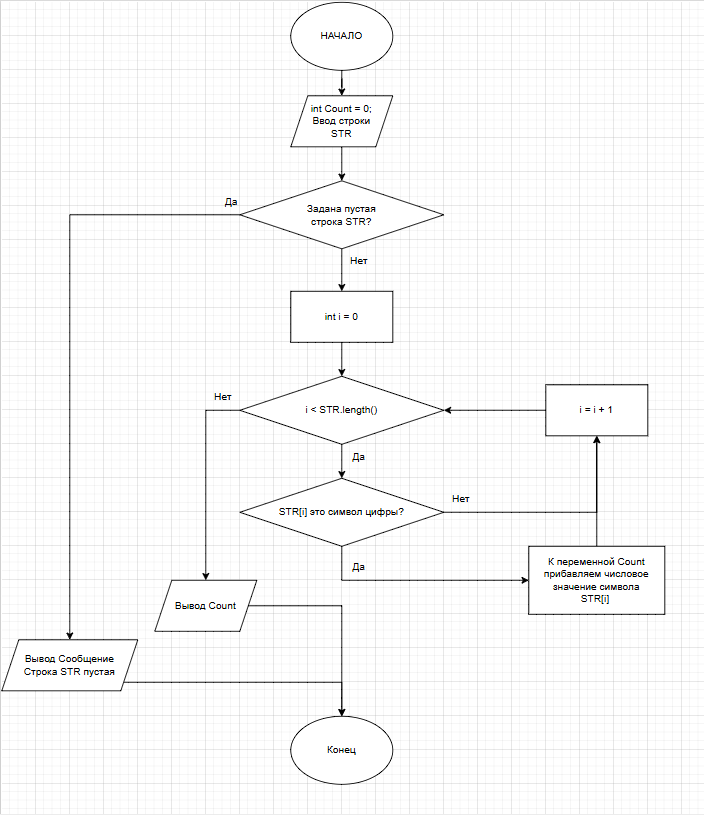 НАЧАЛО
int Count = 0;
Ввод строки
STR
Задана пустая
строка STR?
Да
Нет
int i = 0
i < STR.length()
Нет
Да
i = i + 1
STR[i] это символ цифры?
Нет
Да
К переменной Count
прибавляем числовое
значение символа
STR[i]
Вывод Count
Вывод Сообщение
Строка STR пустая
Конец